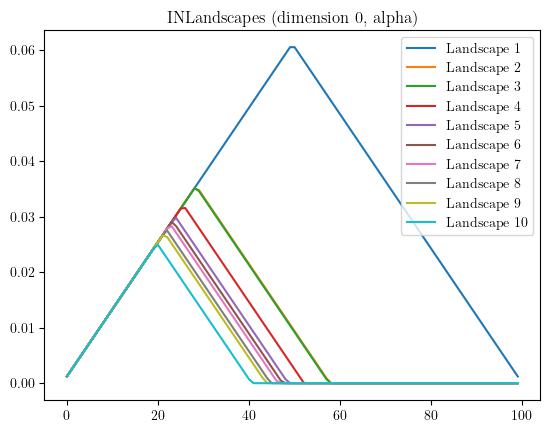 INLandscapes (dimension 0, alpha)
0.06
0.05
0.04
0.03
0.02
0.01
0.00
0
20
40
60
80
100
Landscape 1
Landscape 2
Landscape 3
Landscape 4
Landscape 5
Landscape 6
Landscape 7
Landscape 8
Landscape 9
Landscape 10